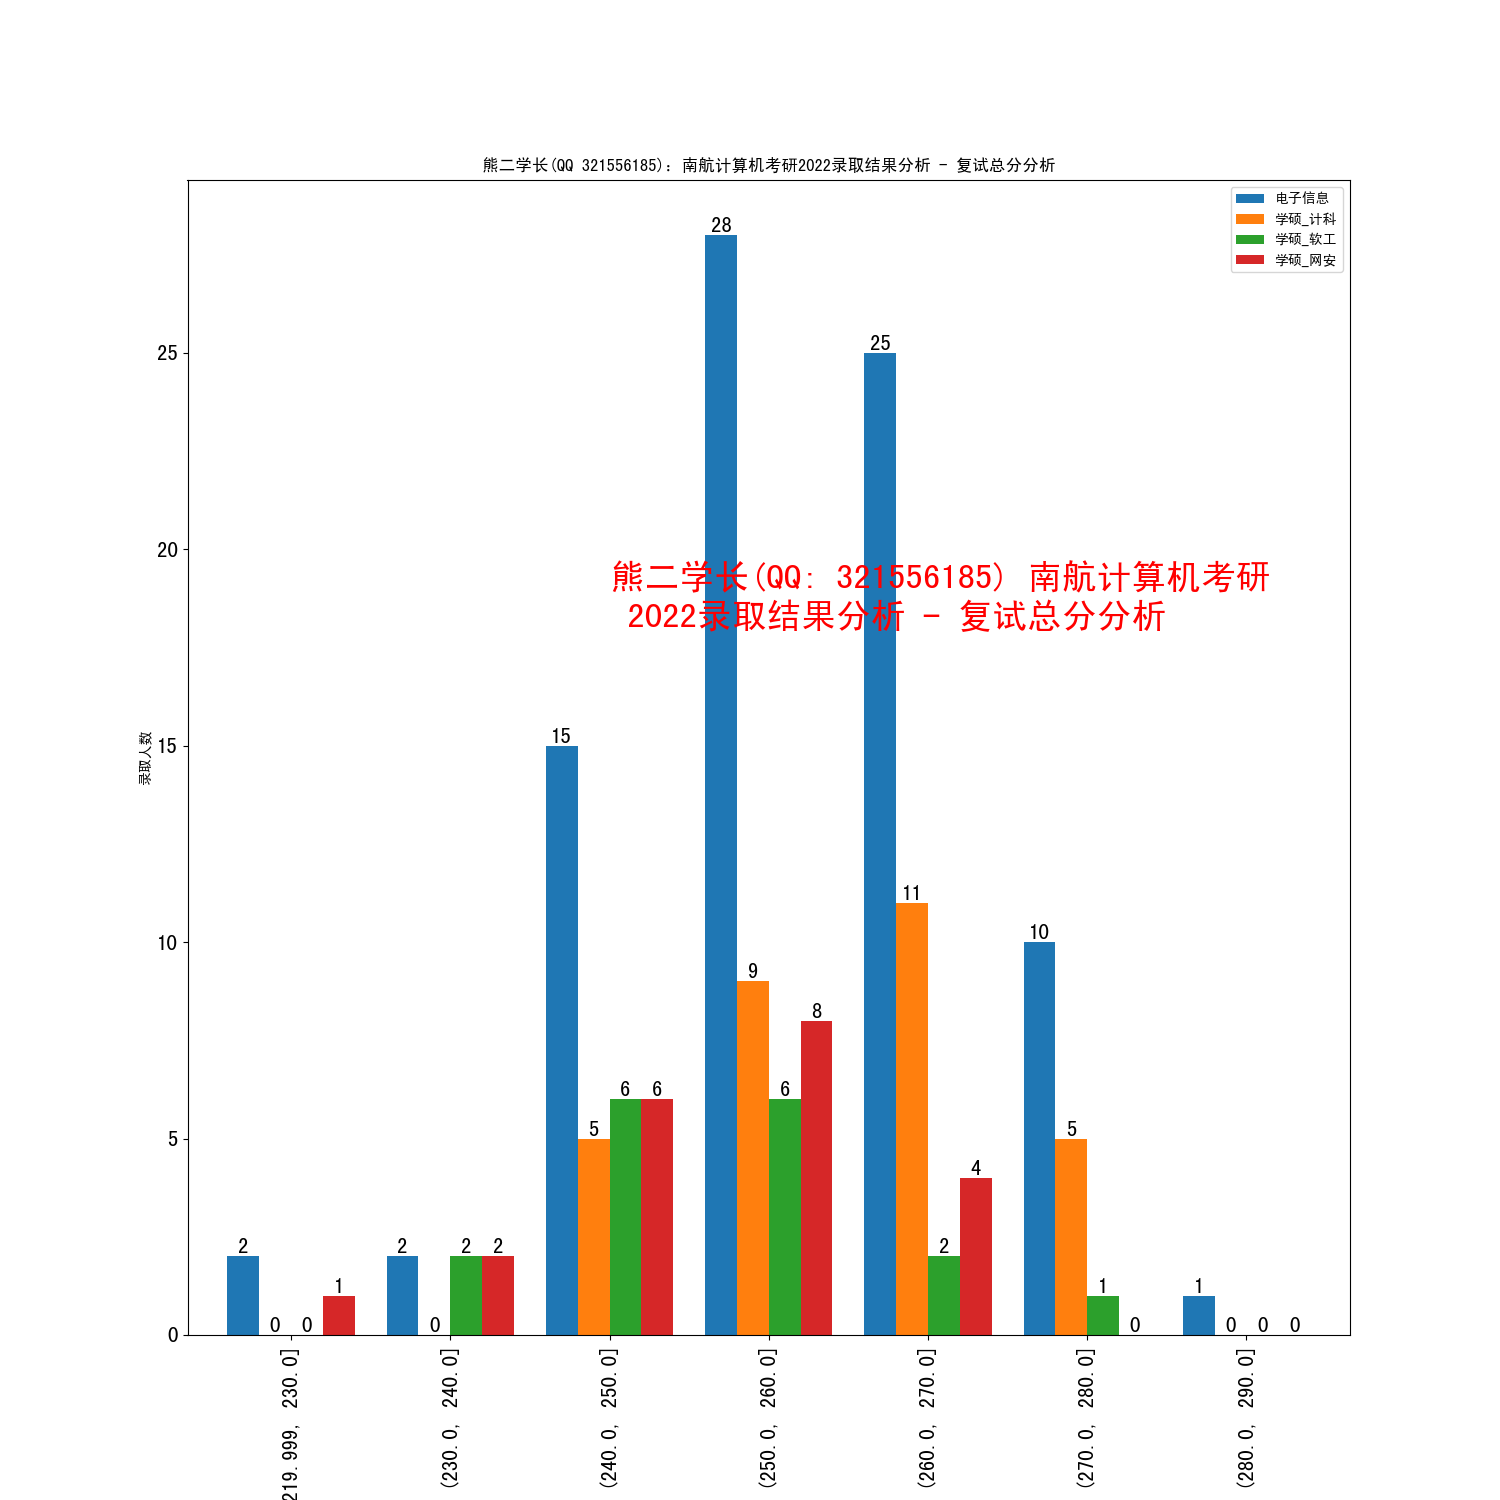 熊二学长(QQ 321556185): 南航计算机考研2022录取结果分析 - 复试总分分析
电子信息
学硕_计科
学硕_软工
学硕_网安
录取人数
25
20
15
10
5
0
熊二学长(QQ: 321556185) 南航计算机考研
2022录取结果分析 - 复试总分分析
2 0 0 1
2 0 2 2
15 5 6 6
28 9 6 8
25 11 2 4
10 5 1 0
1 0 0 0
219.999, 230.0]
(230.0, 240.0]
(240.0, 250.0]
(250.0, 260.0]
(260.0, 270.0]
(270.0, 280.0]
(280.0, 290.0]